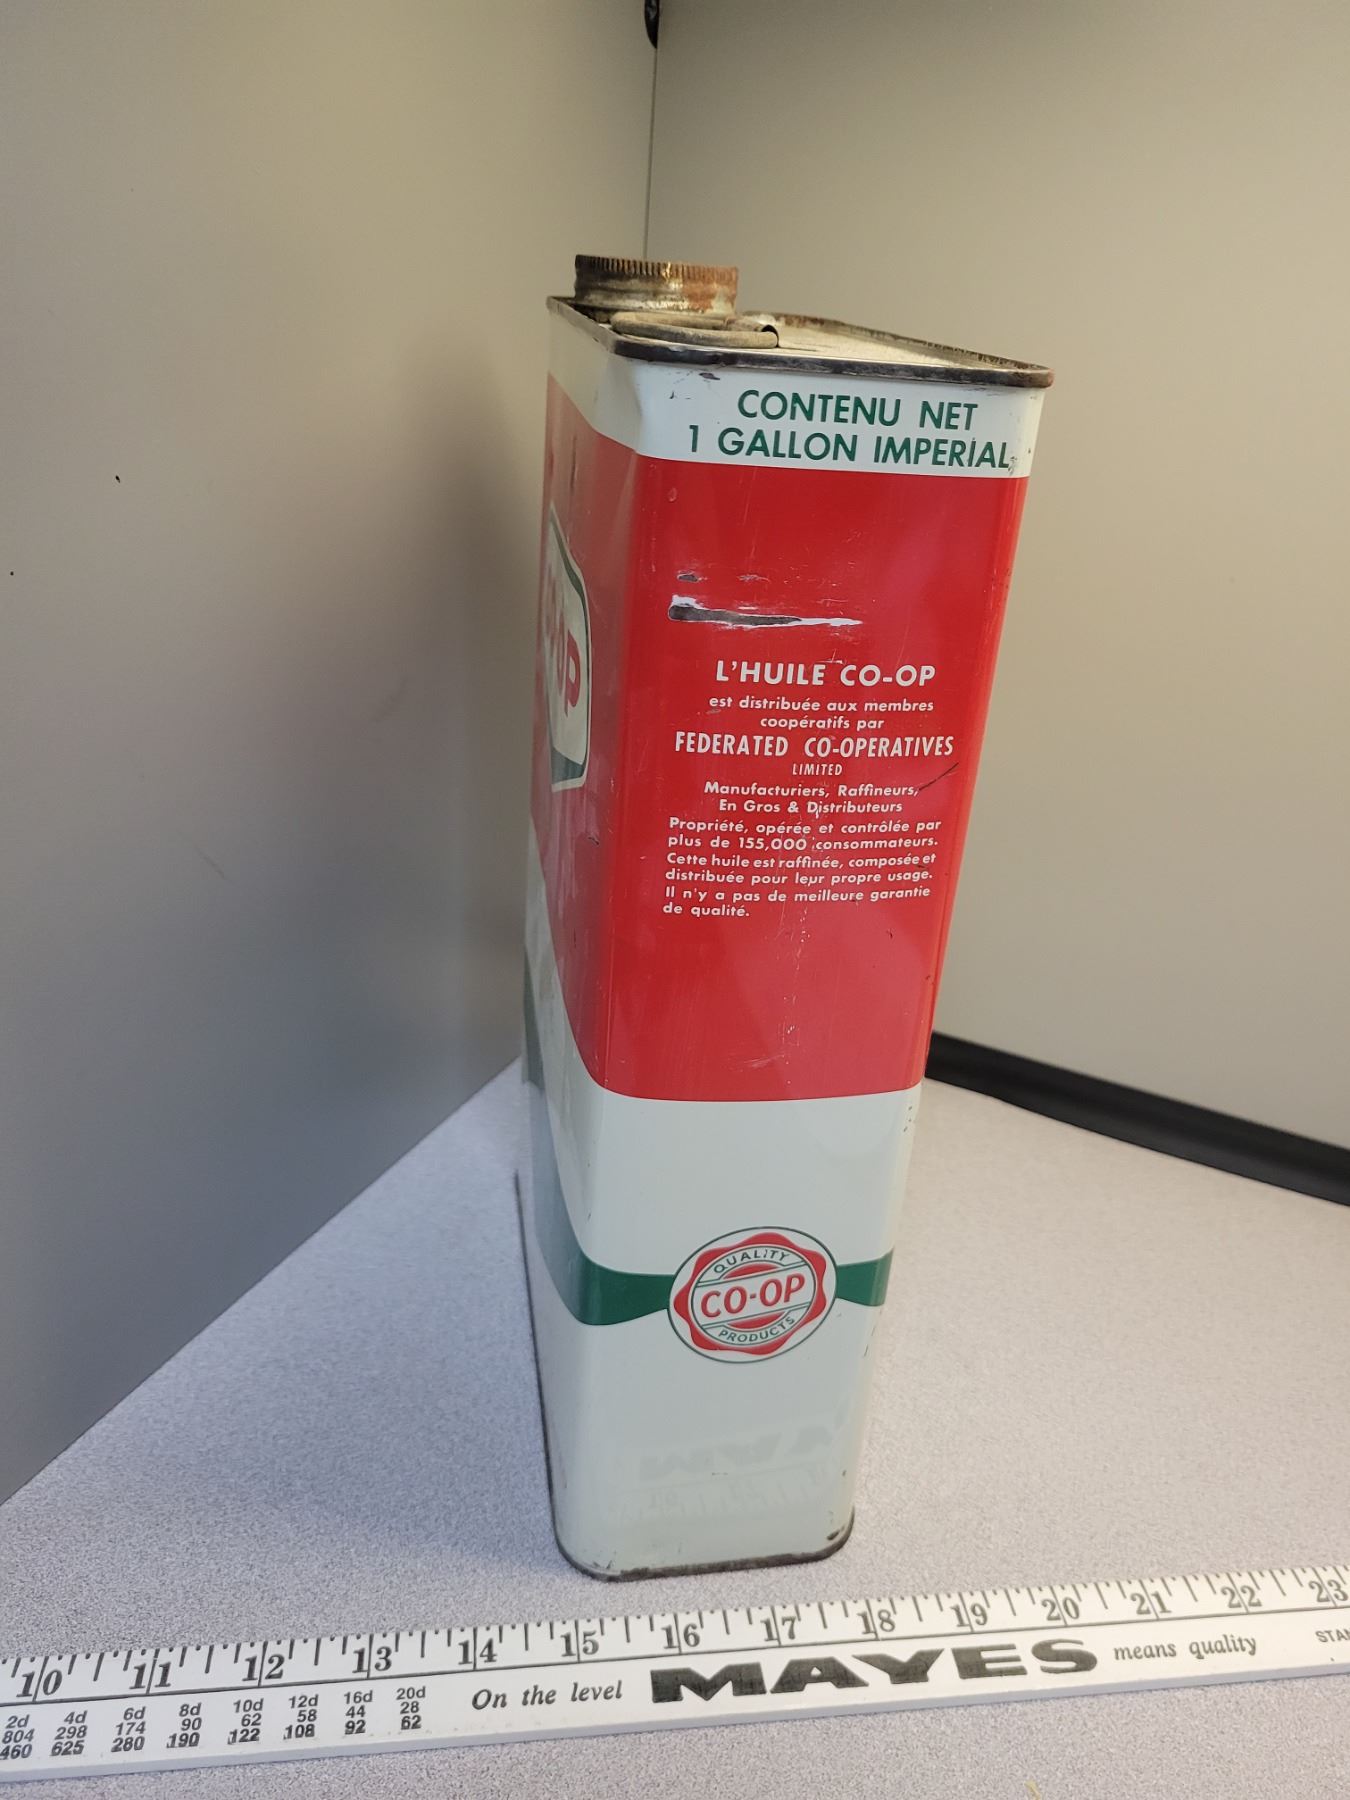 CONTENU NET
1 GALLON IMPERIAL
L'HUILE CO-OP
est distribuée aux membres
coopératifs par
FEDERATED CO-OPERATIVES
LIMITED
Manufacturiers, Raffineurs,
En Gros & Distributeurs
Propriété, opérée et contrôlée par
plus de 155,000 consommateurs.
Cette huile est raffinée, composée et
distribuée pour leur propre usage.
Il n'y a pas de meilleure garantie
de qualité.
QUALITY
CO-OP
PRODUCTS
10 11 12 13 14 15 16 17 18 19 20 21 22 23
On the level MAYES means quality STAN
2d 4d 6d 8d 10d 12d 16d 20d
804 298 174 90 62 58 44 28
460 625 280 190 122 108 92 62